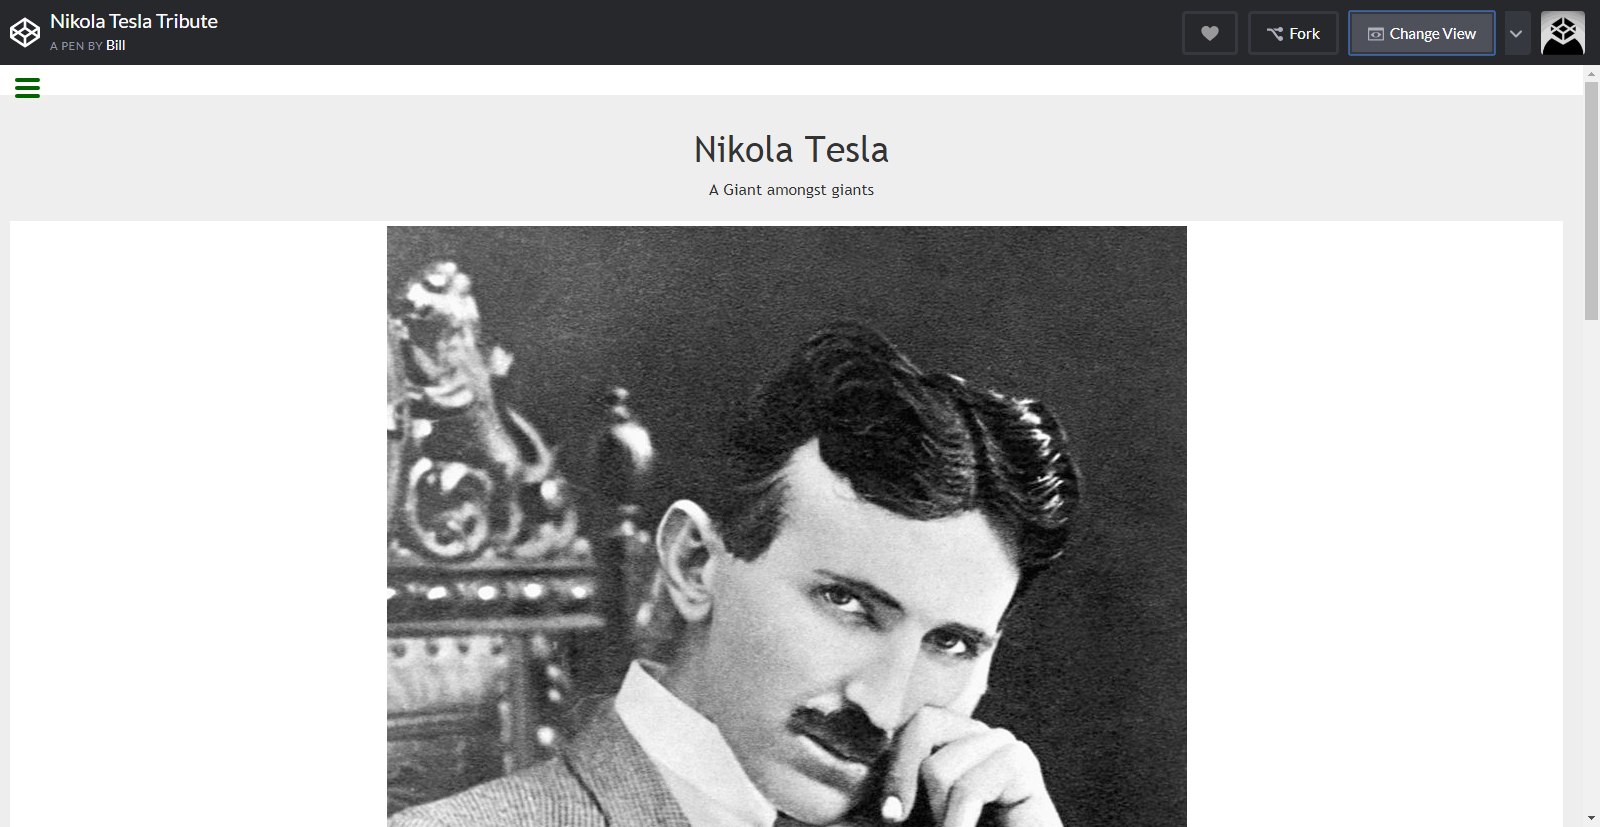 Nikola Tesla Tribute
A PEN BY Bill
Fork
Change View
Nikola Tesla
A Giant amongst giants